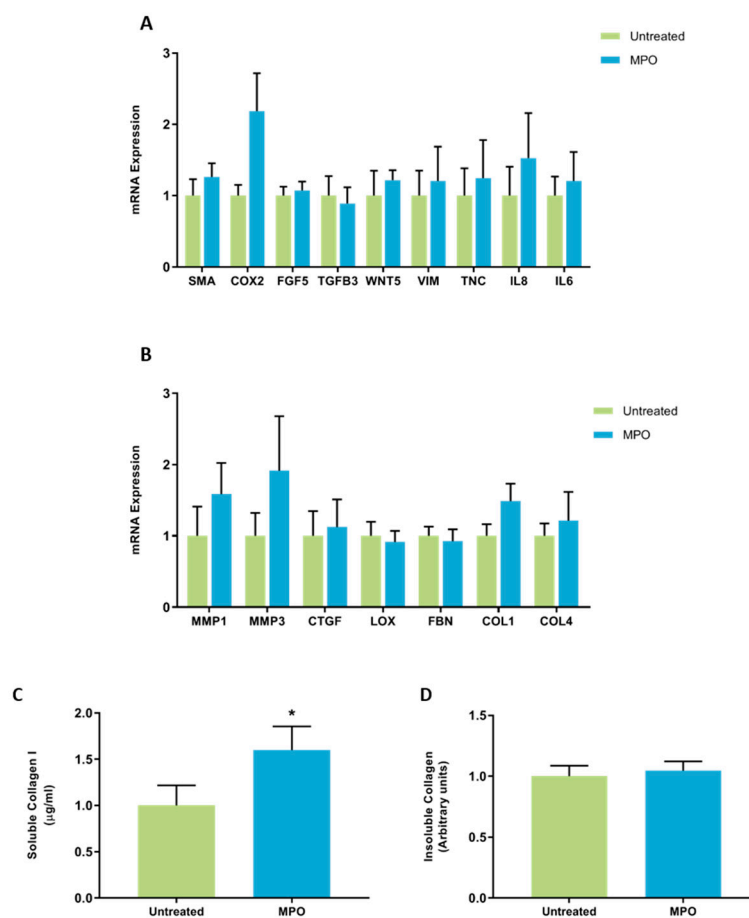 A
Untreated
MPO
mRNA Expression
3
2
1
0
SMA COX2 FGF5 TGFB3 WNT5 VIM TNC IL8 IL6
B
Untreated
MPO
mRNA Expression
3
2
1
0
MMP1 MMP3 CTGF LOX FBN COL1 COL4
C
Soluble Collagen I
(μg/ml)
2.0
1.5
1.0
0.5
0.0
*
Untreated MPO
D
Insoluble Collagen
(Arbitrary units)
1.5
1.0
0.5
0.0
Untreated MPO